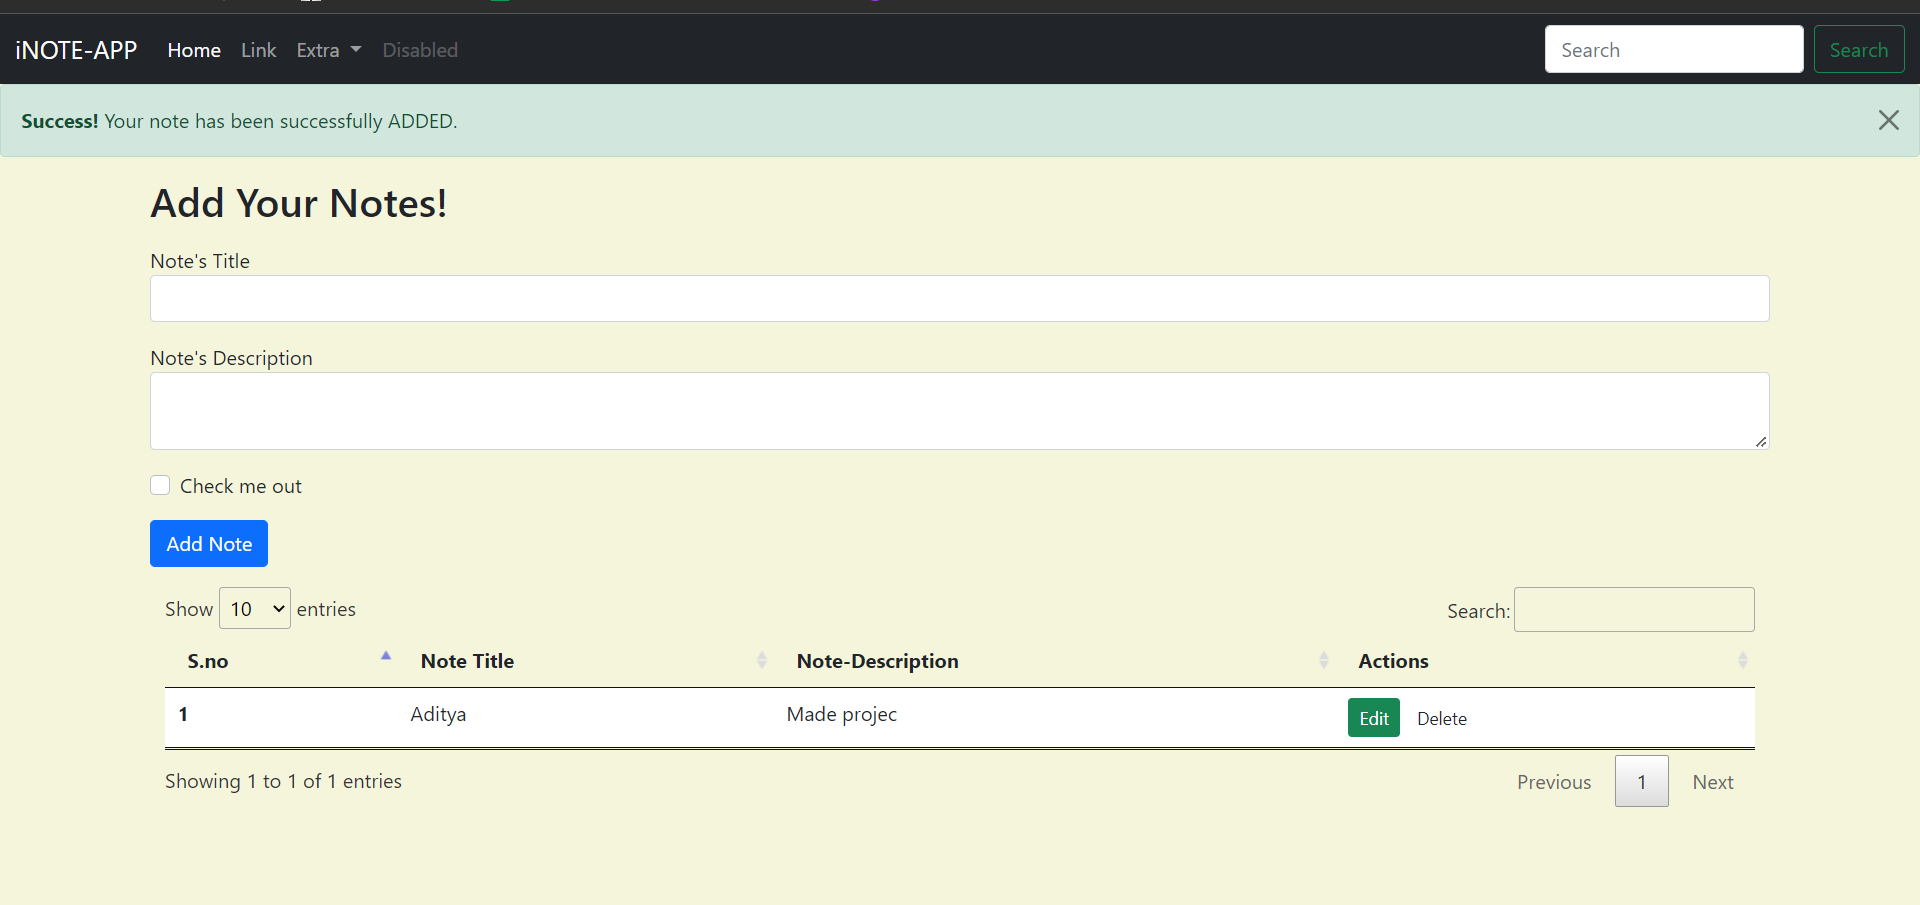 iNOTE-APP Home Link Extra Disabled Search Search
Success! Your note has been successfully ADDED.
Add Your Notes!
Note's Title
Note's Description
Check me out
Add Note
Show 10 entries Search:
S.no Note Title Note-Description Actions
1 Aditya Made projec Edit Delete
Showing 1 to 1 of 1 entries Previous 1 Next